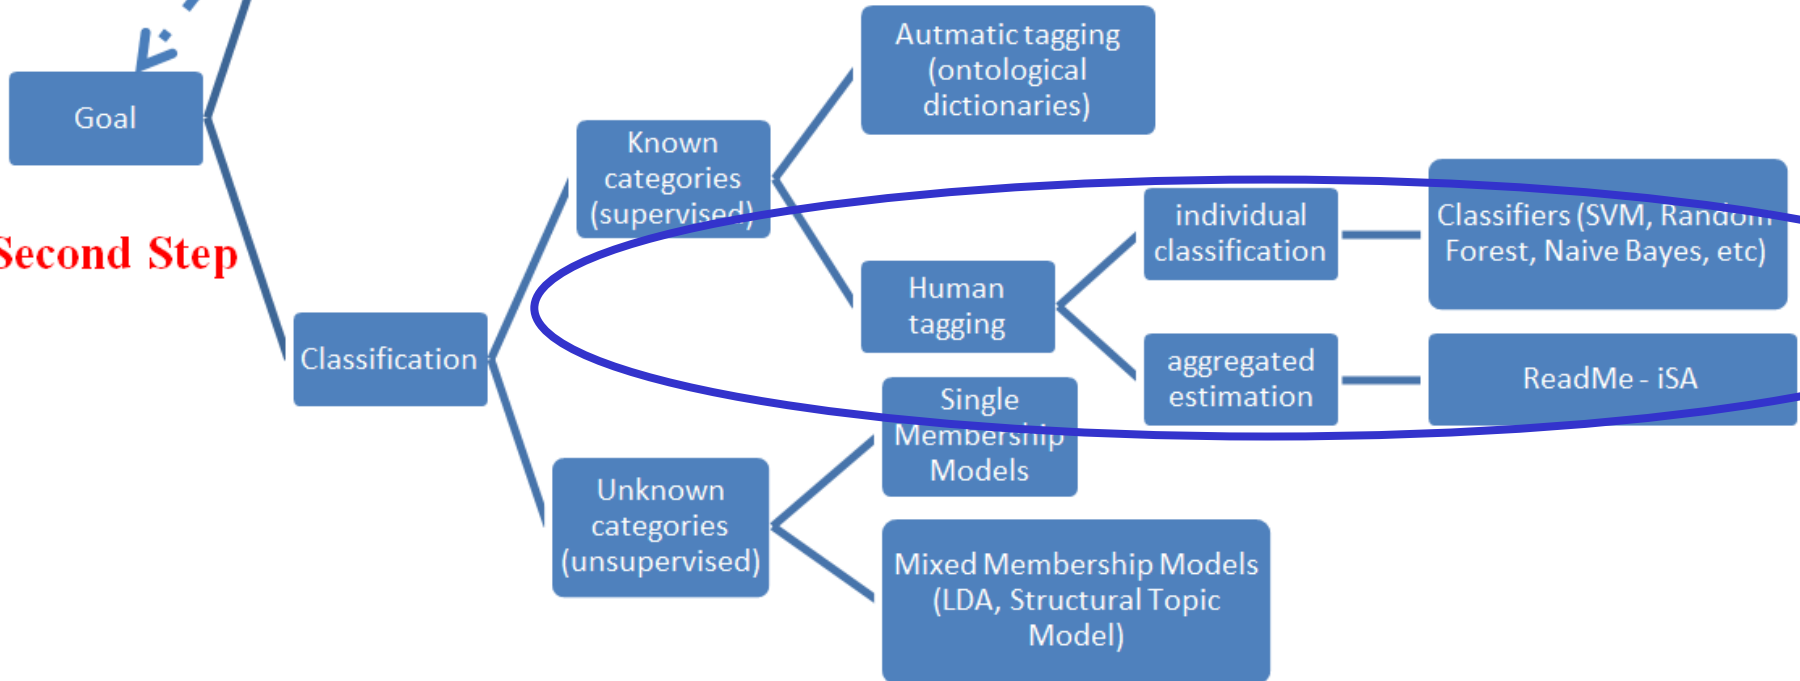 Autmatic tagging
(ontological
dictionaries)
Goal
Known
categories
(supervised)
individual
classification
Classifiers (SVM, Random
Forest, Naive Bayes, etc)
Second Step
Human
tagging
Classification
aggregated
estimation
ReadMe - iSA
Single
Membership
Models
Unknown
categories
(unsupervised)
Mixed Membership Models
(LDA, Structural Topic
Model)